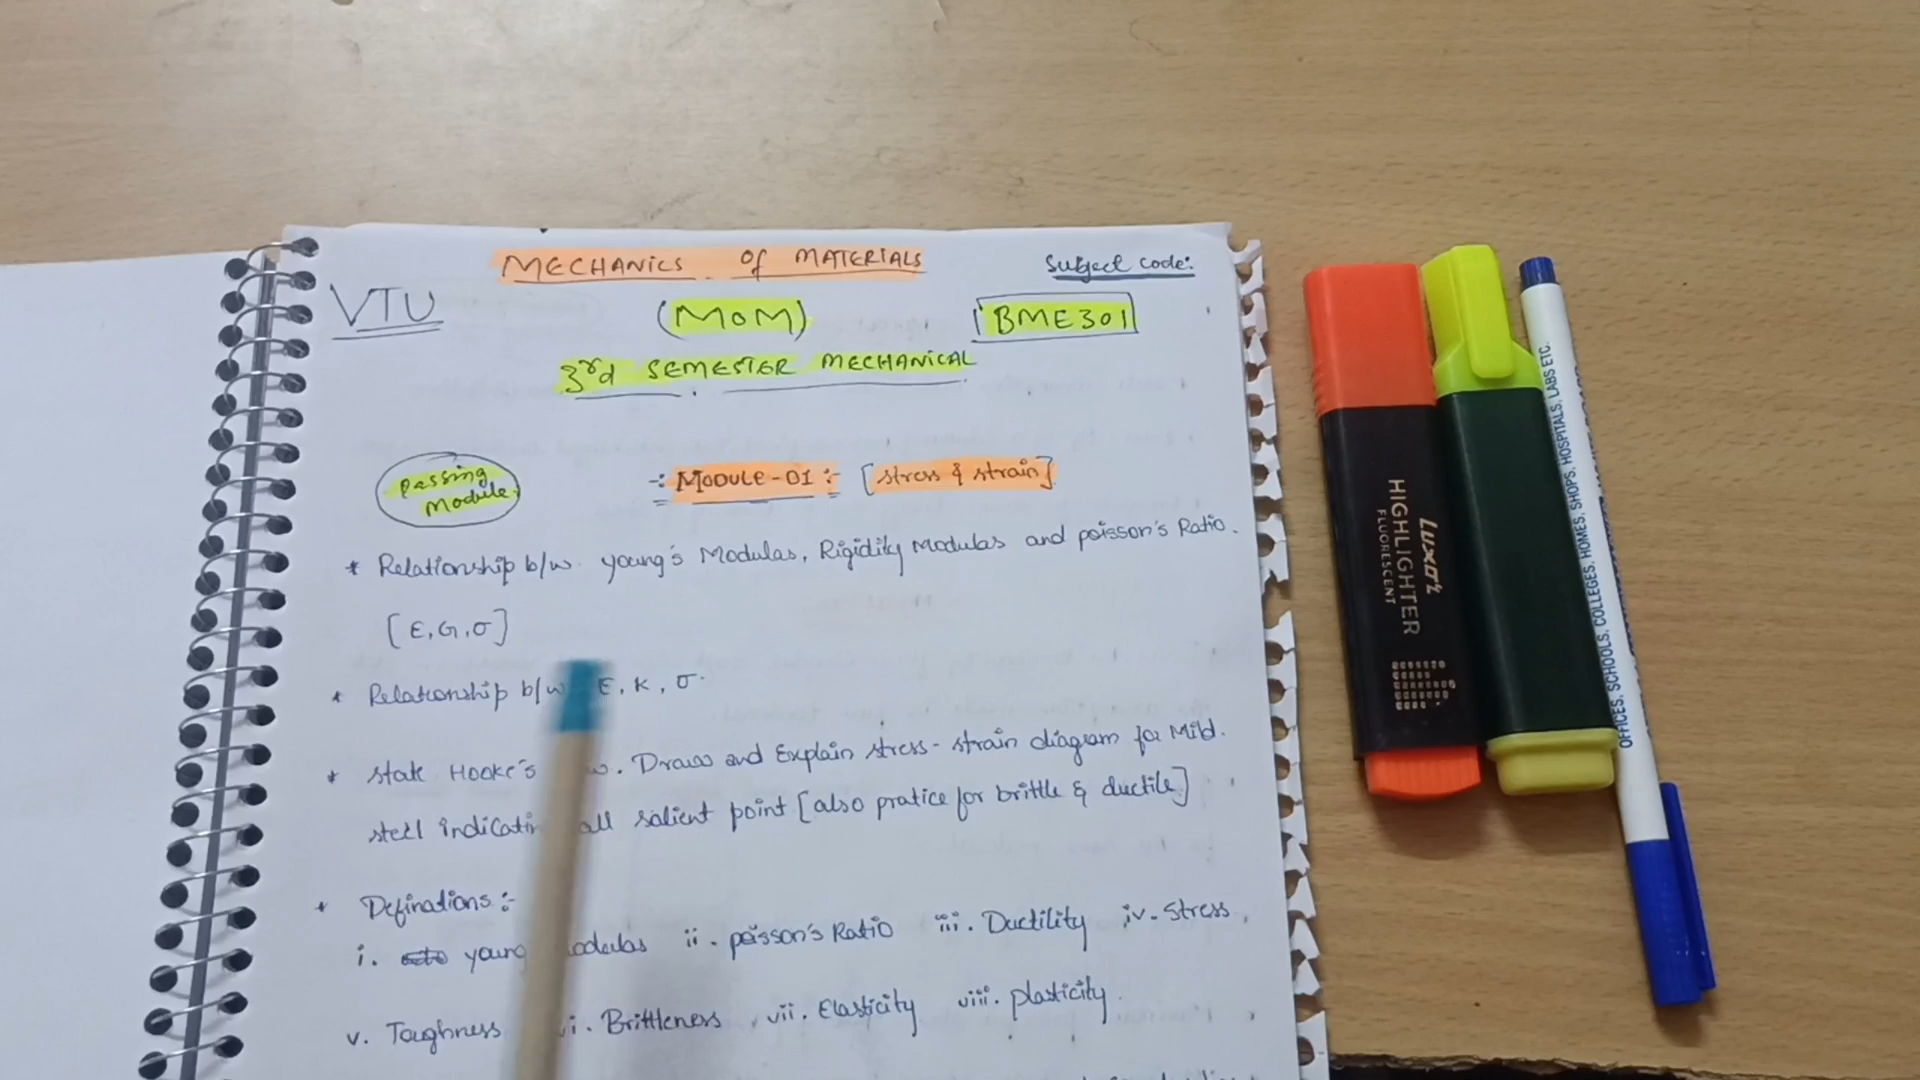 MECHANICS Of MATERIALS
Subject code:
VTU
(MOM)
BME301
3rd SEMESTER MECHANICAL
Passing Module.
-: MODULE-01 :- [stress & strain]
* Relationship b/w. young's Modulas, Rigidity Modulas and poisson's Ratio.
[E, G, σ]
* Relationship b/w E, K, σ.
* state Hooke's w. Draw and Explain stress-strain diagram for Mild.
steel indicatin all salient point [also pratice for brittle & ductile]
* Definations :-
i. young odulas ii. poisson's Ratio iii. Ductility iv. Stress,
v. Toughness vi. Brittleness, vii. Elasticity viii. plasticity.
Luxor
HIGHLIGHTER
FLUORESCENT
OFFICES, SCHOOLS, COLLEGES, HOMES, SHOPS, HOSPITALS, LABS ETC.